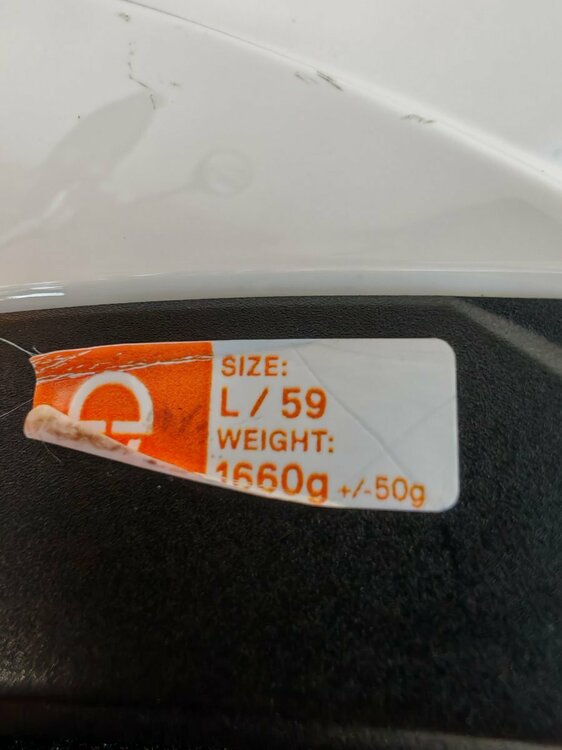 SIZE:
L / 59
WEIGHT:
1660g +/-50g